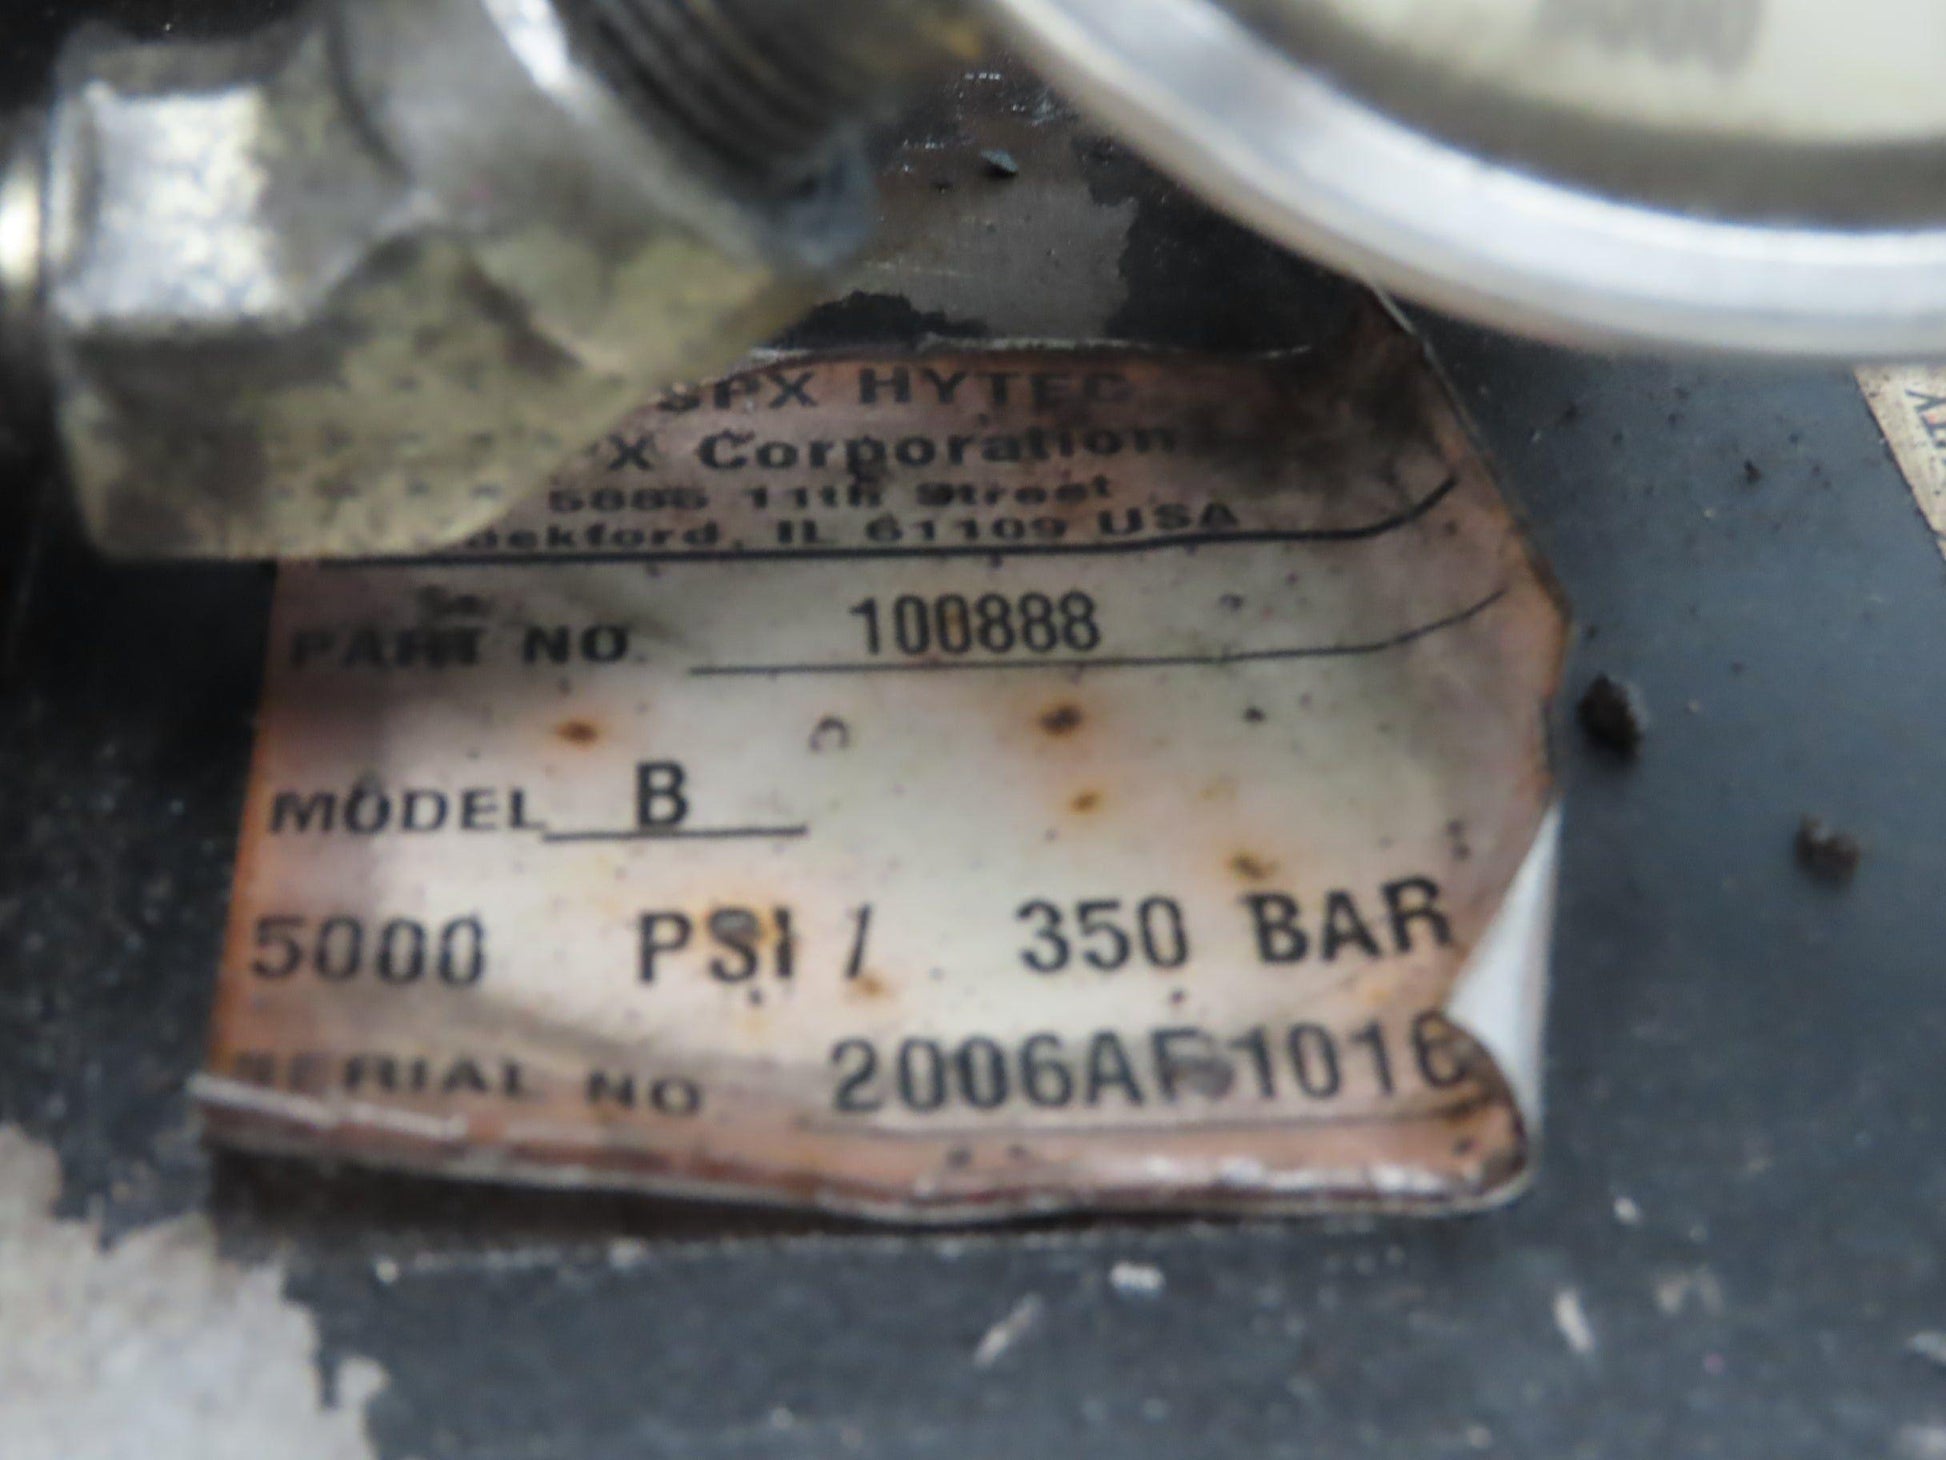 SPX HYTEC
Corporation
5885 11th Street
IL 61109 USA
PART NO. 100888
MODEL B
5000 PSI / 350 BAR
SERIAL NO